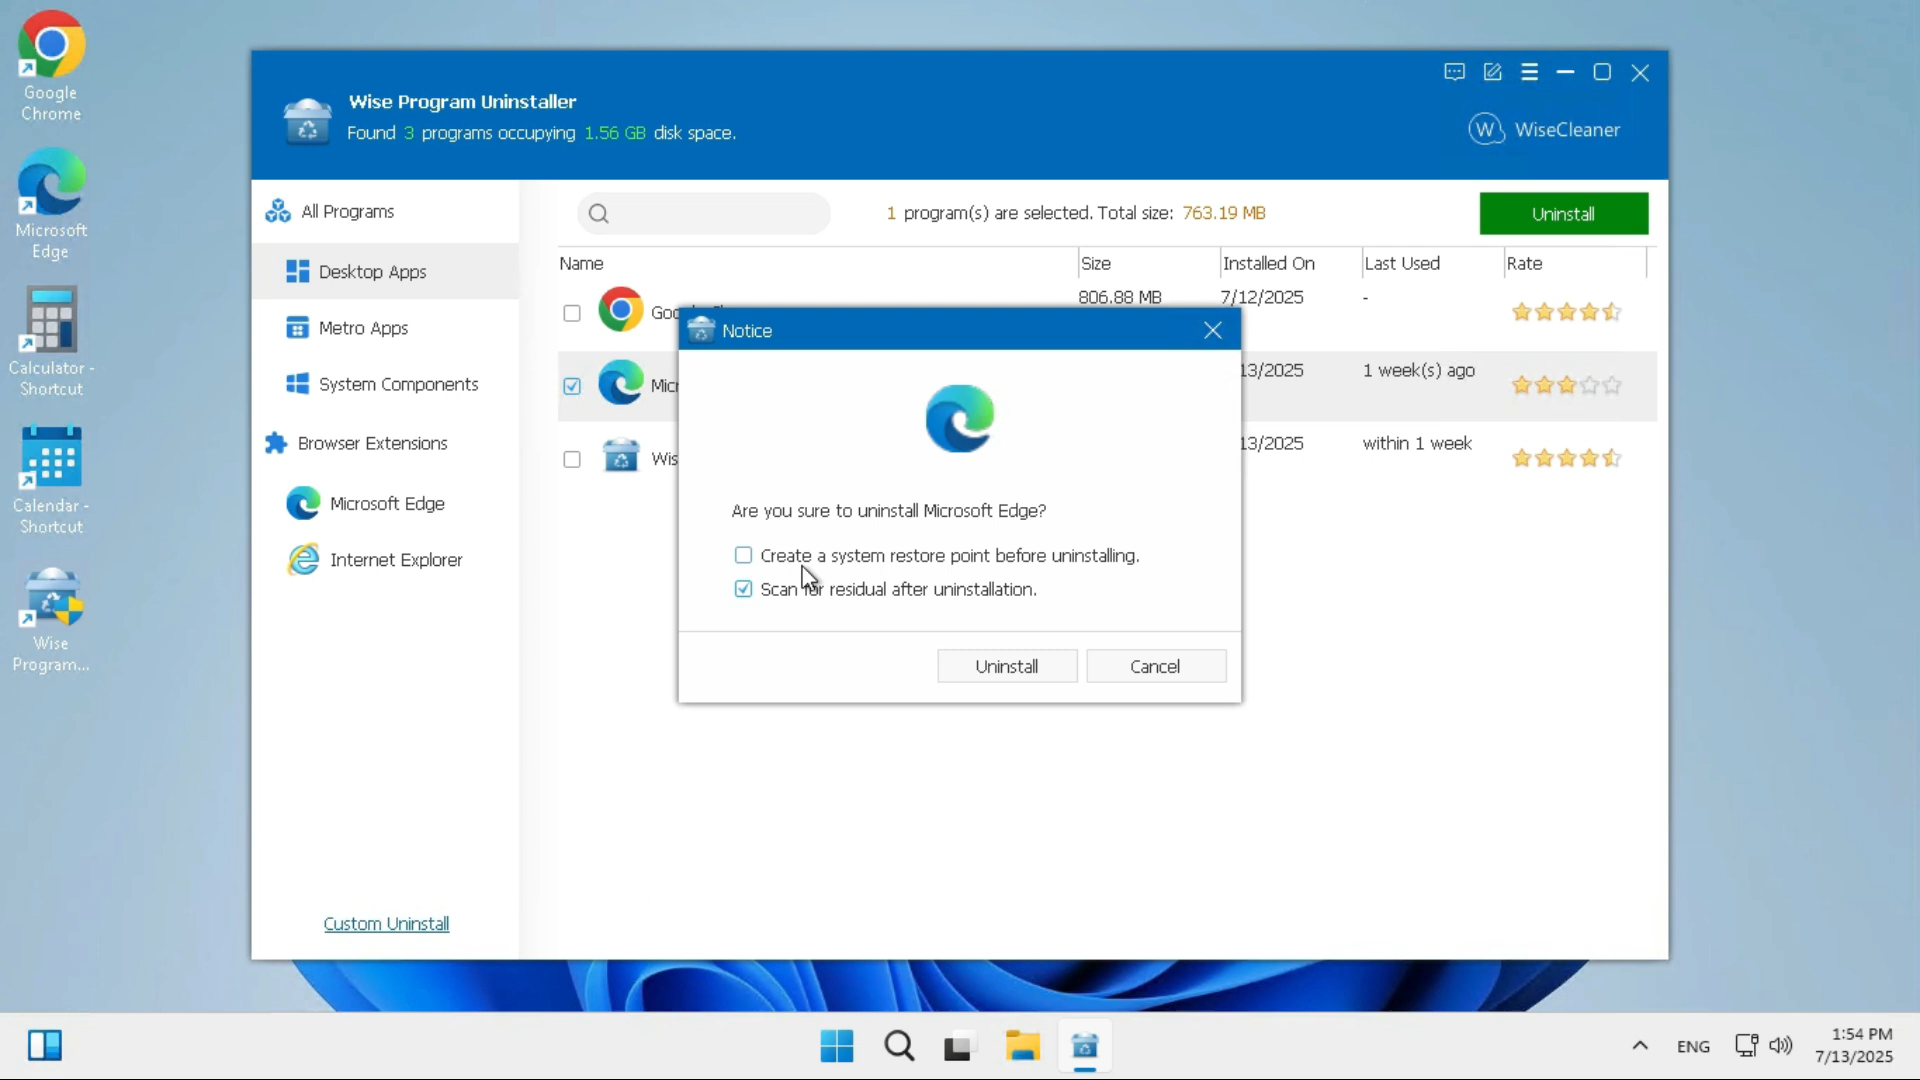 Google
Chrome
Microsoft
Edge
Calculator -
Shortcut
Calendar -
Shortcut
Wise
Program...
Wise Program Uninstaller
Found 3 programs occupying 1.56 GB disk space.
W WiseCleaner
All Programs
Desktop Apps
Metro Apps
System Components
Browser Extensions
Microsoft Edge
Internet Explorer
Custom Uninstall
1 program(s) are selected. Total size: 763.19 MB
Uninstall
Name Size Installed On Last Used Rate
806.88 MB 7/12/2025 -
13/2025 1 week(s) ago
Wis 13/2025 within 1 week
Notice
Are you sure to uninstall Microsoft Edge?
Create a system restore point before uninstalling.
Scan for residual after uninstallation.
Uninstall Cancel
ENG
1:54 PM
7/13/2025